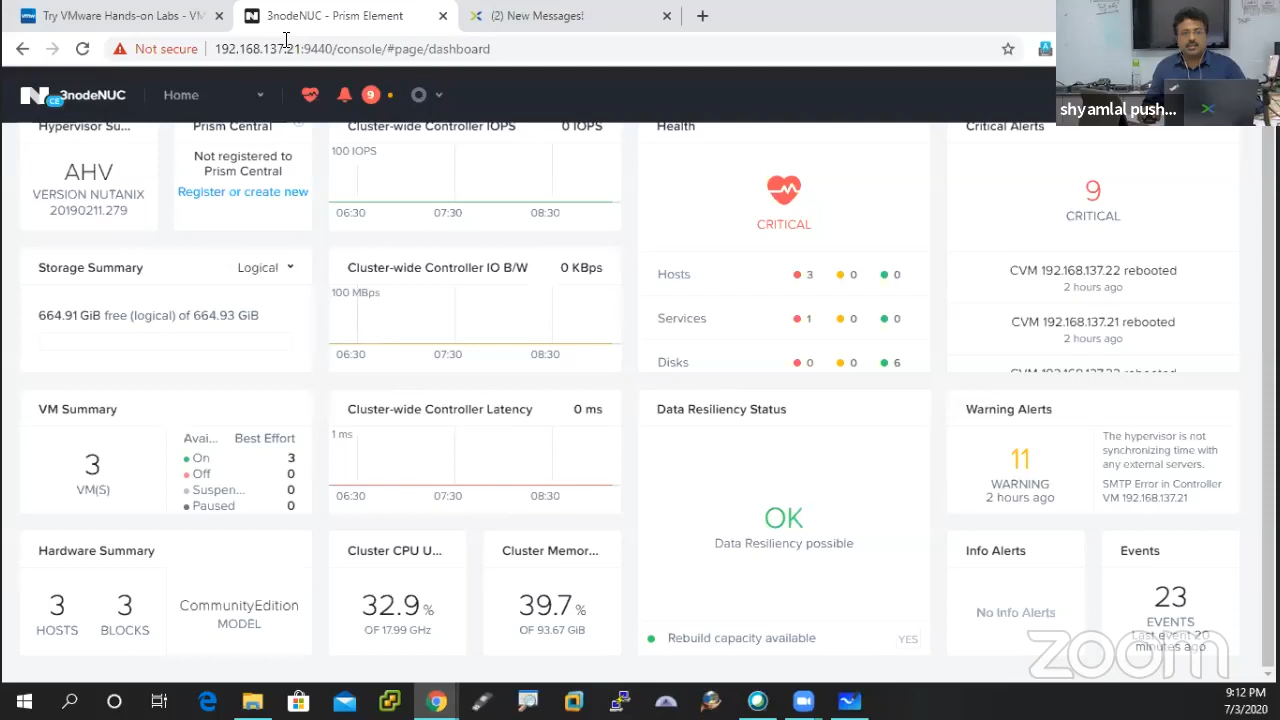 Try VMware Hands-on Labs - VM
3nodeNUC - Prism Element
(2) New Messages!
Not secure
192.168.137.21:9440/console/#page/dashboard
shyamlal push...
N CE 3nodeNUC
Home
9
Hypervisor Su...
AHV
VERSION NUTANIX
20190211.279
Prism Central
Not registered to
Prism Central
Register or create new
Cluster-wide Controller IOPS 0 IOPS
100 IOPS
06:30 07:30 08:30
Health
CRITICAL
Hosts 3 0 0
Services 1 0 0
Disks 0 0 6
Critical Alerts
9
CRITICAL
CVM 192.168.137.22 rebooted
2 hours ago
CVM 192.168.137.21 rebooted
2 hours ago
Storage Summary Logical
664.91 GiB free (logical) of 664.93 GiB
Cluster-wide Controller IO B/W 0 KBps
100 MBps
06:30 07:30 08:30
VM Summary
3
VM(S)
Avai... Best Effort
On 3
Off 0
Suspen... 0
Paused 0
Cluster-wide Controller Latency 0 ms
1 ms
06:30 07:30 08:30
Data Resiliency Status
OK
Data Resiliency possible
Rebuild capacity available YES
Warning Alerts
11
WARNING
2 hours ago
The hypervisor is not
synchronizing time with
any external servers.
SMTP Error in Controller
VM 192.168.137.21
Hardware Summary
3
HOSTS
3
BLOCKS
CommunityEdition
MODEL
Cluster CPU U...
32.9 %
OF 17.99 GHz
Cluster Memor...
39.7 %
OF 93.67 GiB
Info Alerts
No Info Alerts
Events
23
EVENTS
Last event 20
minutes ago
zoom
9:12 PM
7/3/2020